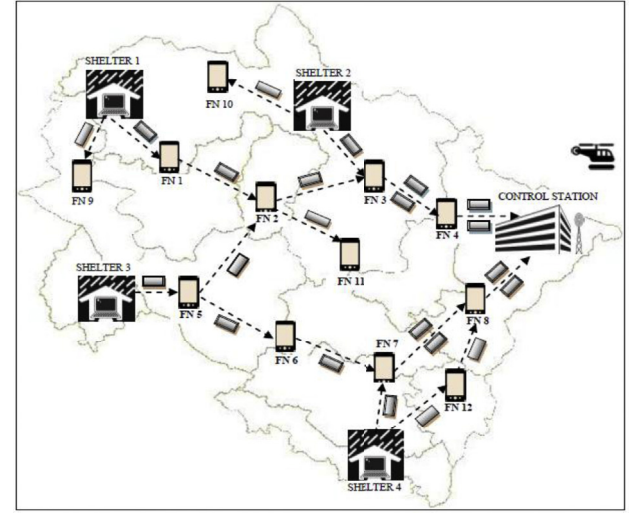 SHELTER 1
SHELTER 2
FN 10
FN 9
FN 1
FN 2
FN 3
FN 4
CONTROL STATION
FN 11
SHELTER 3
FN 5
FN 6
FN 7
FN 8
FN 12
SHELTER 4